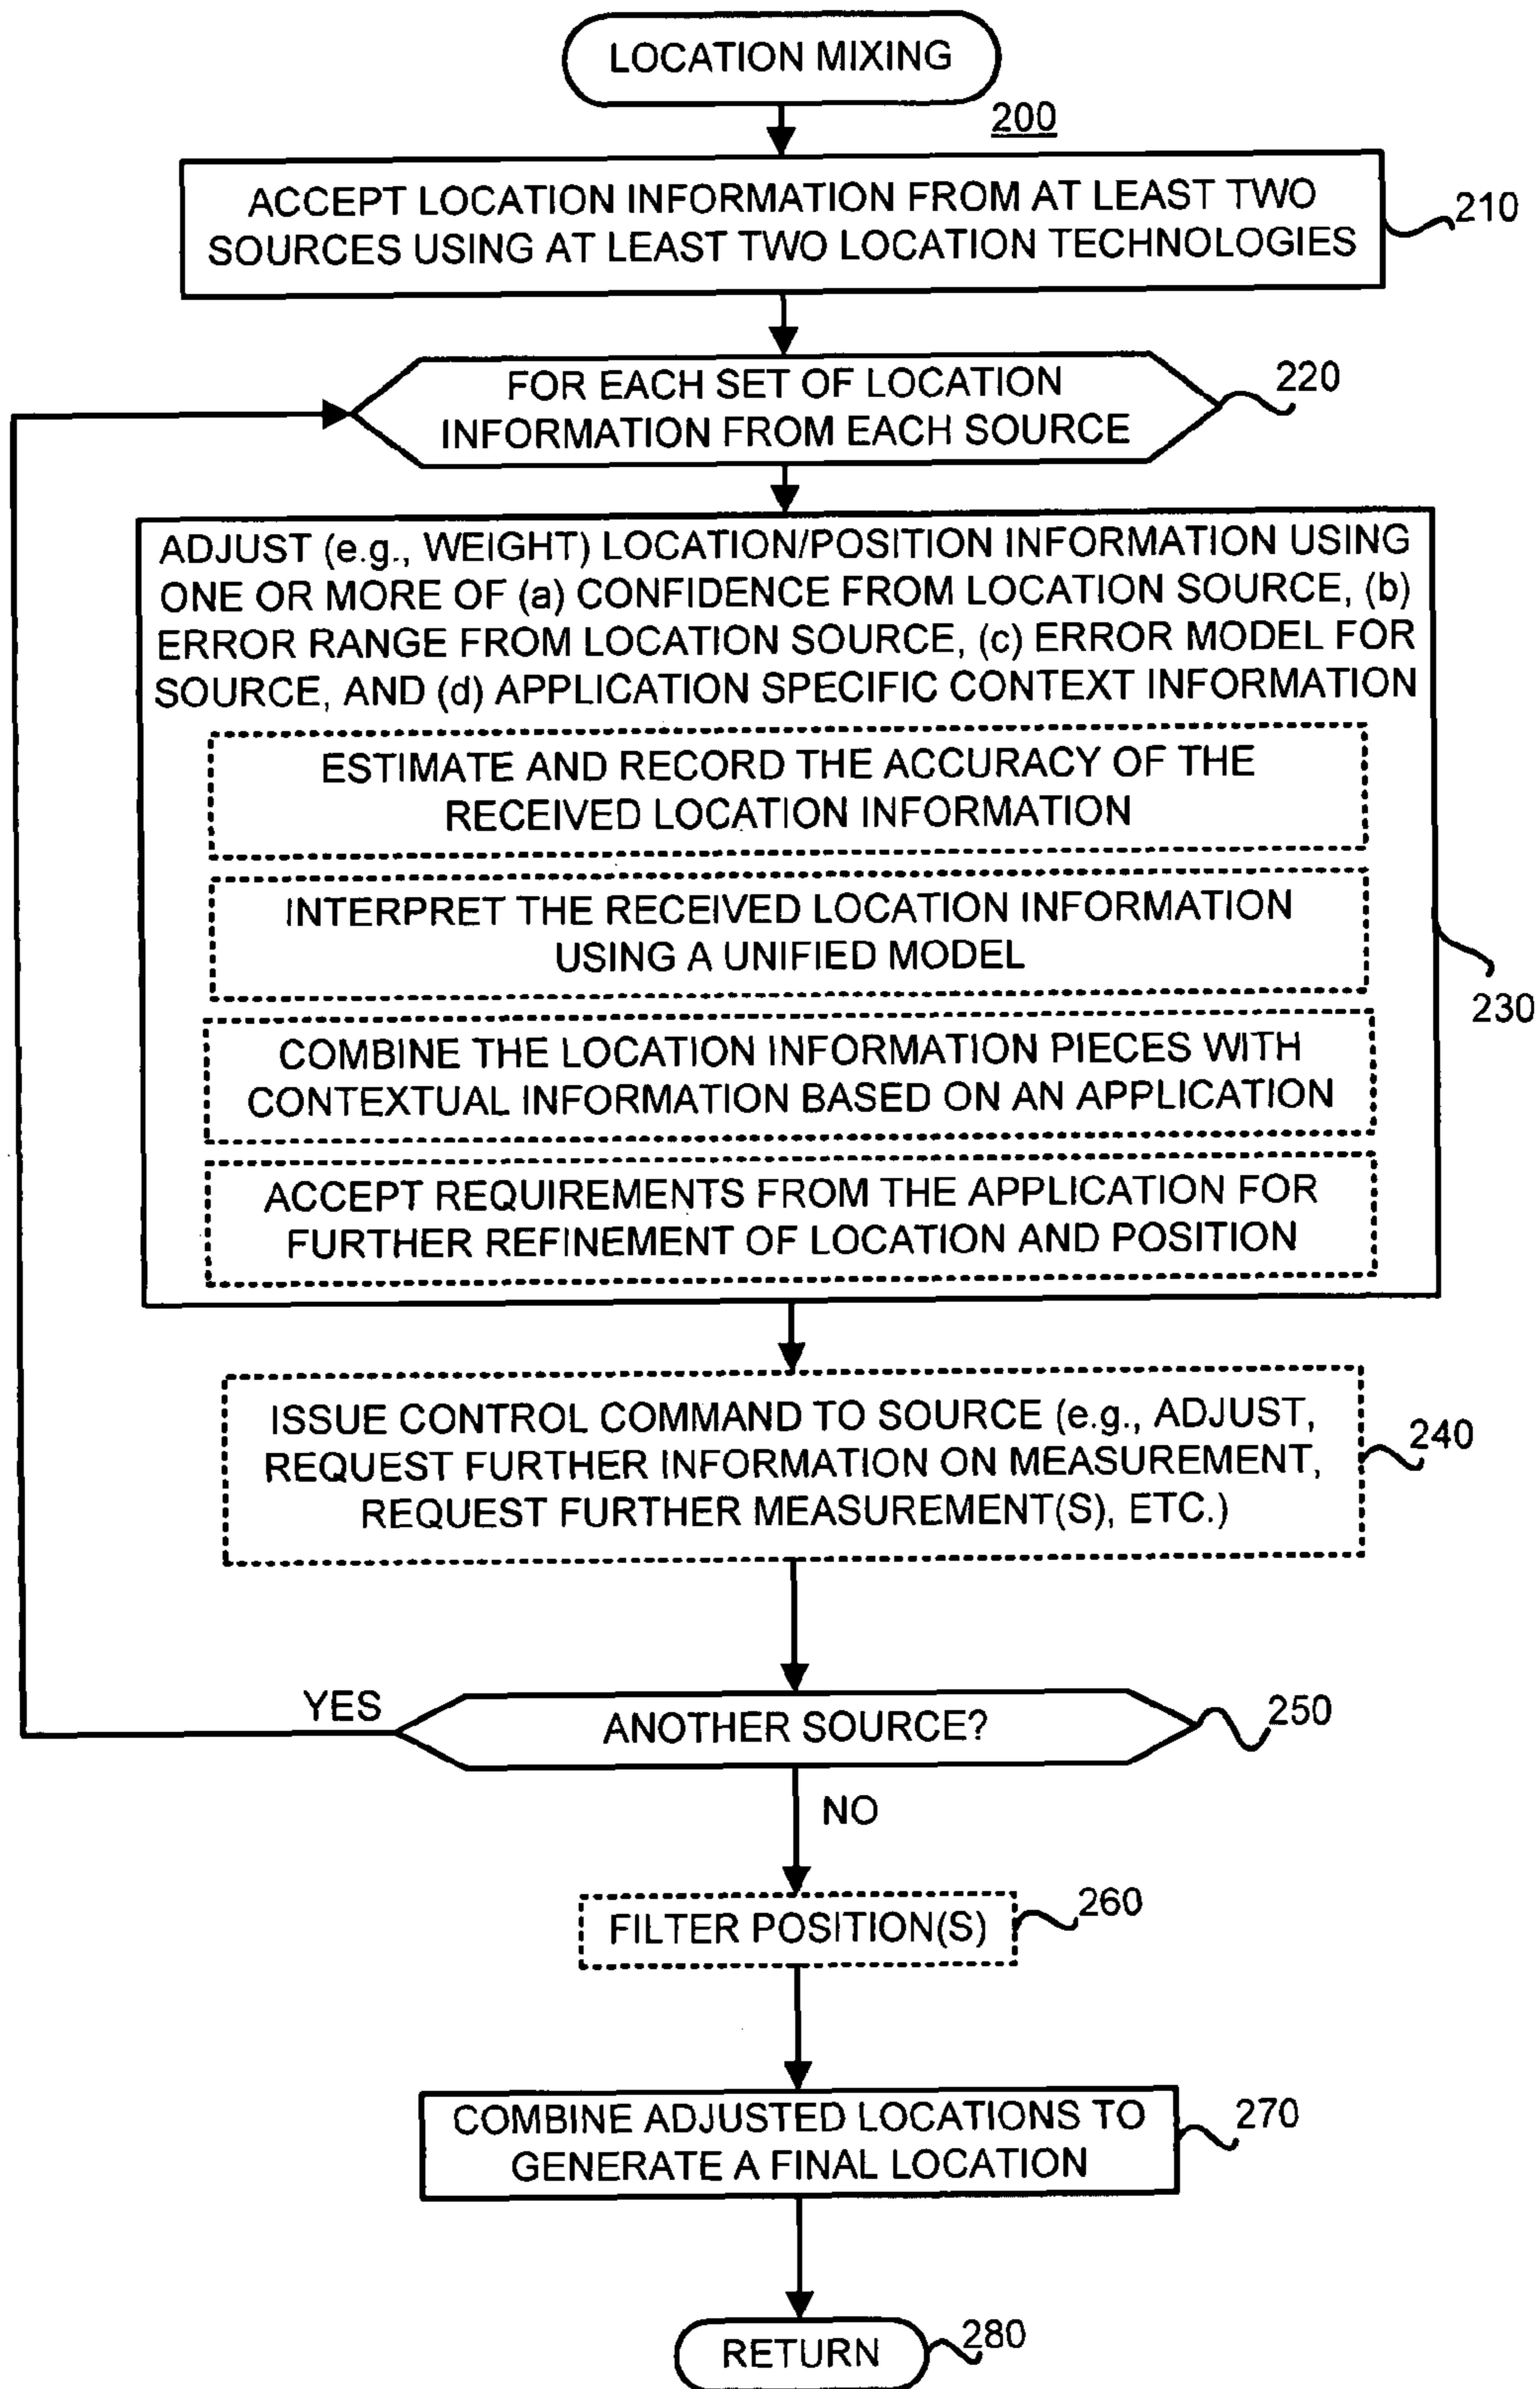 LOCATION MIXING
200
ACCEPT LOCATION INFORMATION FROM AT LEAST TWO
SOURCES USING AT LEAST TWO LOCATION TECHNOLOGIES
210
FOR EACH SET OF LOCATION
INFORMATION FROM EACH SOURCE
220
ADJUST (e.g., WEIGHT) LOCATION/POSITION INFORMATION USING
ONE OR MORE OF (a) CONFIDENCE FROM LOCATION SOURCE, (b)
ERROR RANGE FROM LOCATION SOURCE, (c) ERROR MODEL FOR
SOURCE, AND (d) APPLICATION SPECIFIC CONTEXT INFORMATION
ESTIMATE AND RECORD THE ACCURACY OF THE
RECEIVED LOCATION INFORMATION
INTERPRET THE RECEIVED LOCATION INFORMATION
USING A UNIFIED MODEL
230
COMBINE THE LOCATION INFORMATION PIECES WITH
CONTEXTUAL INFORMATION BASED ON AN APPLICATION
ACCEPT REQUIREMENTS FROM THE APPLICATION FOR
FURTHER REFINEMENT OF LOCATION AND POSITION
ISSUE CONTROL COMMAND TO SOURCE (e.g., ADJUST,
REQUEST FURTHER INFORMATION ON MEASUREMENT,
REQUEST FURTHER MEASUREMENT(S), ETC.)
240
YES
ANOTHER SOURCE?
250
NO
FILTER POSITION(S)
260
COMBINE ADJUSTED LOCATIONS TO
GENERATE A FINAL LOCATION
270
RETURN
280